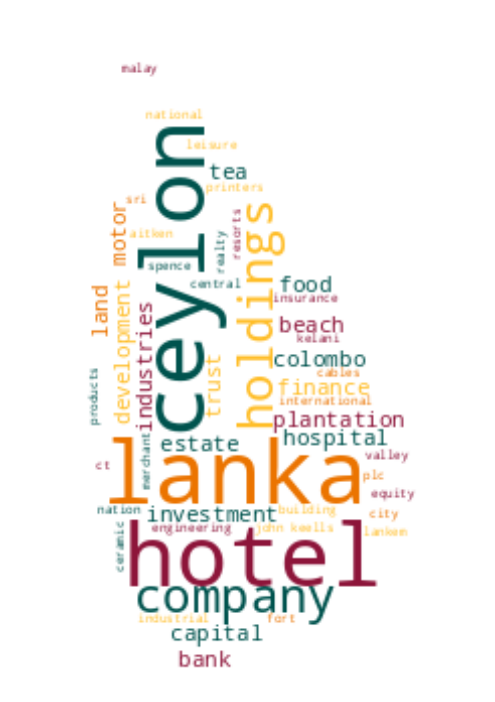 malay
national
leisure
ceylon
tea
printers
sri
motor
aitken
holdings
resorts
realty
spence
central
food
insurance
land
development
industries
beach
kelani
colombo
trust
cables
finance
products
international
plantation
hospital
estate
merchant
lanka
valley
ct
plc
equity
nation
investment
building
city
engineering
john keells
lankem
ceramic
hotel
company
industrial
fort
capital
bank